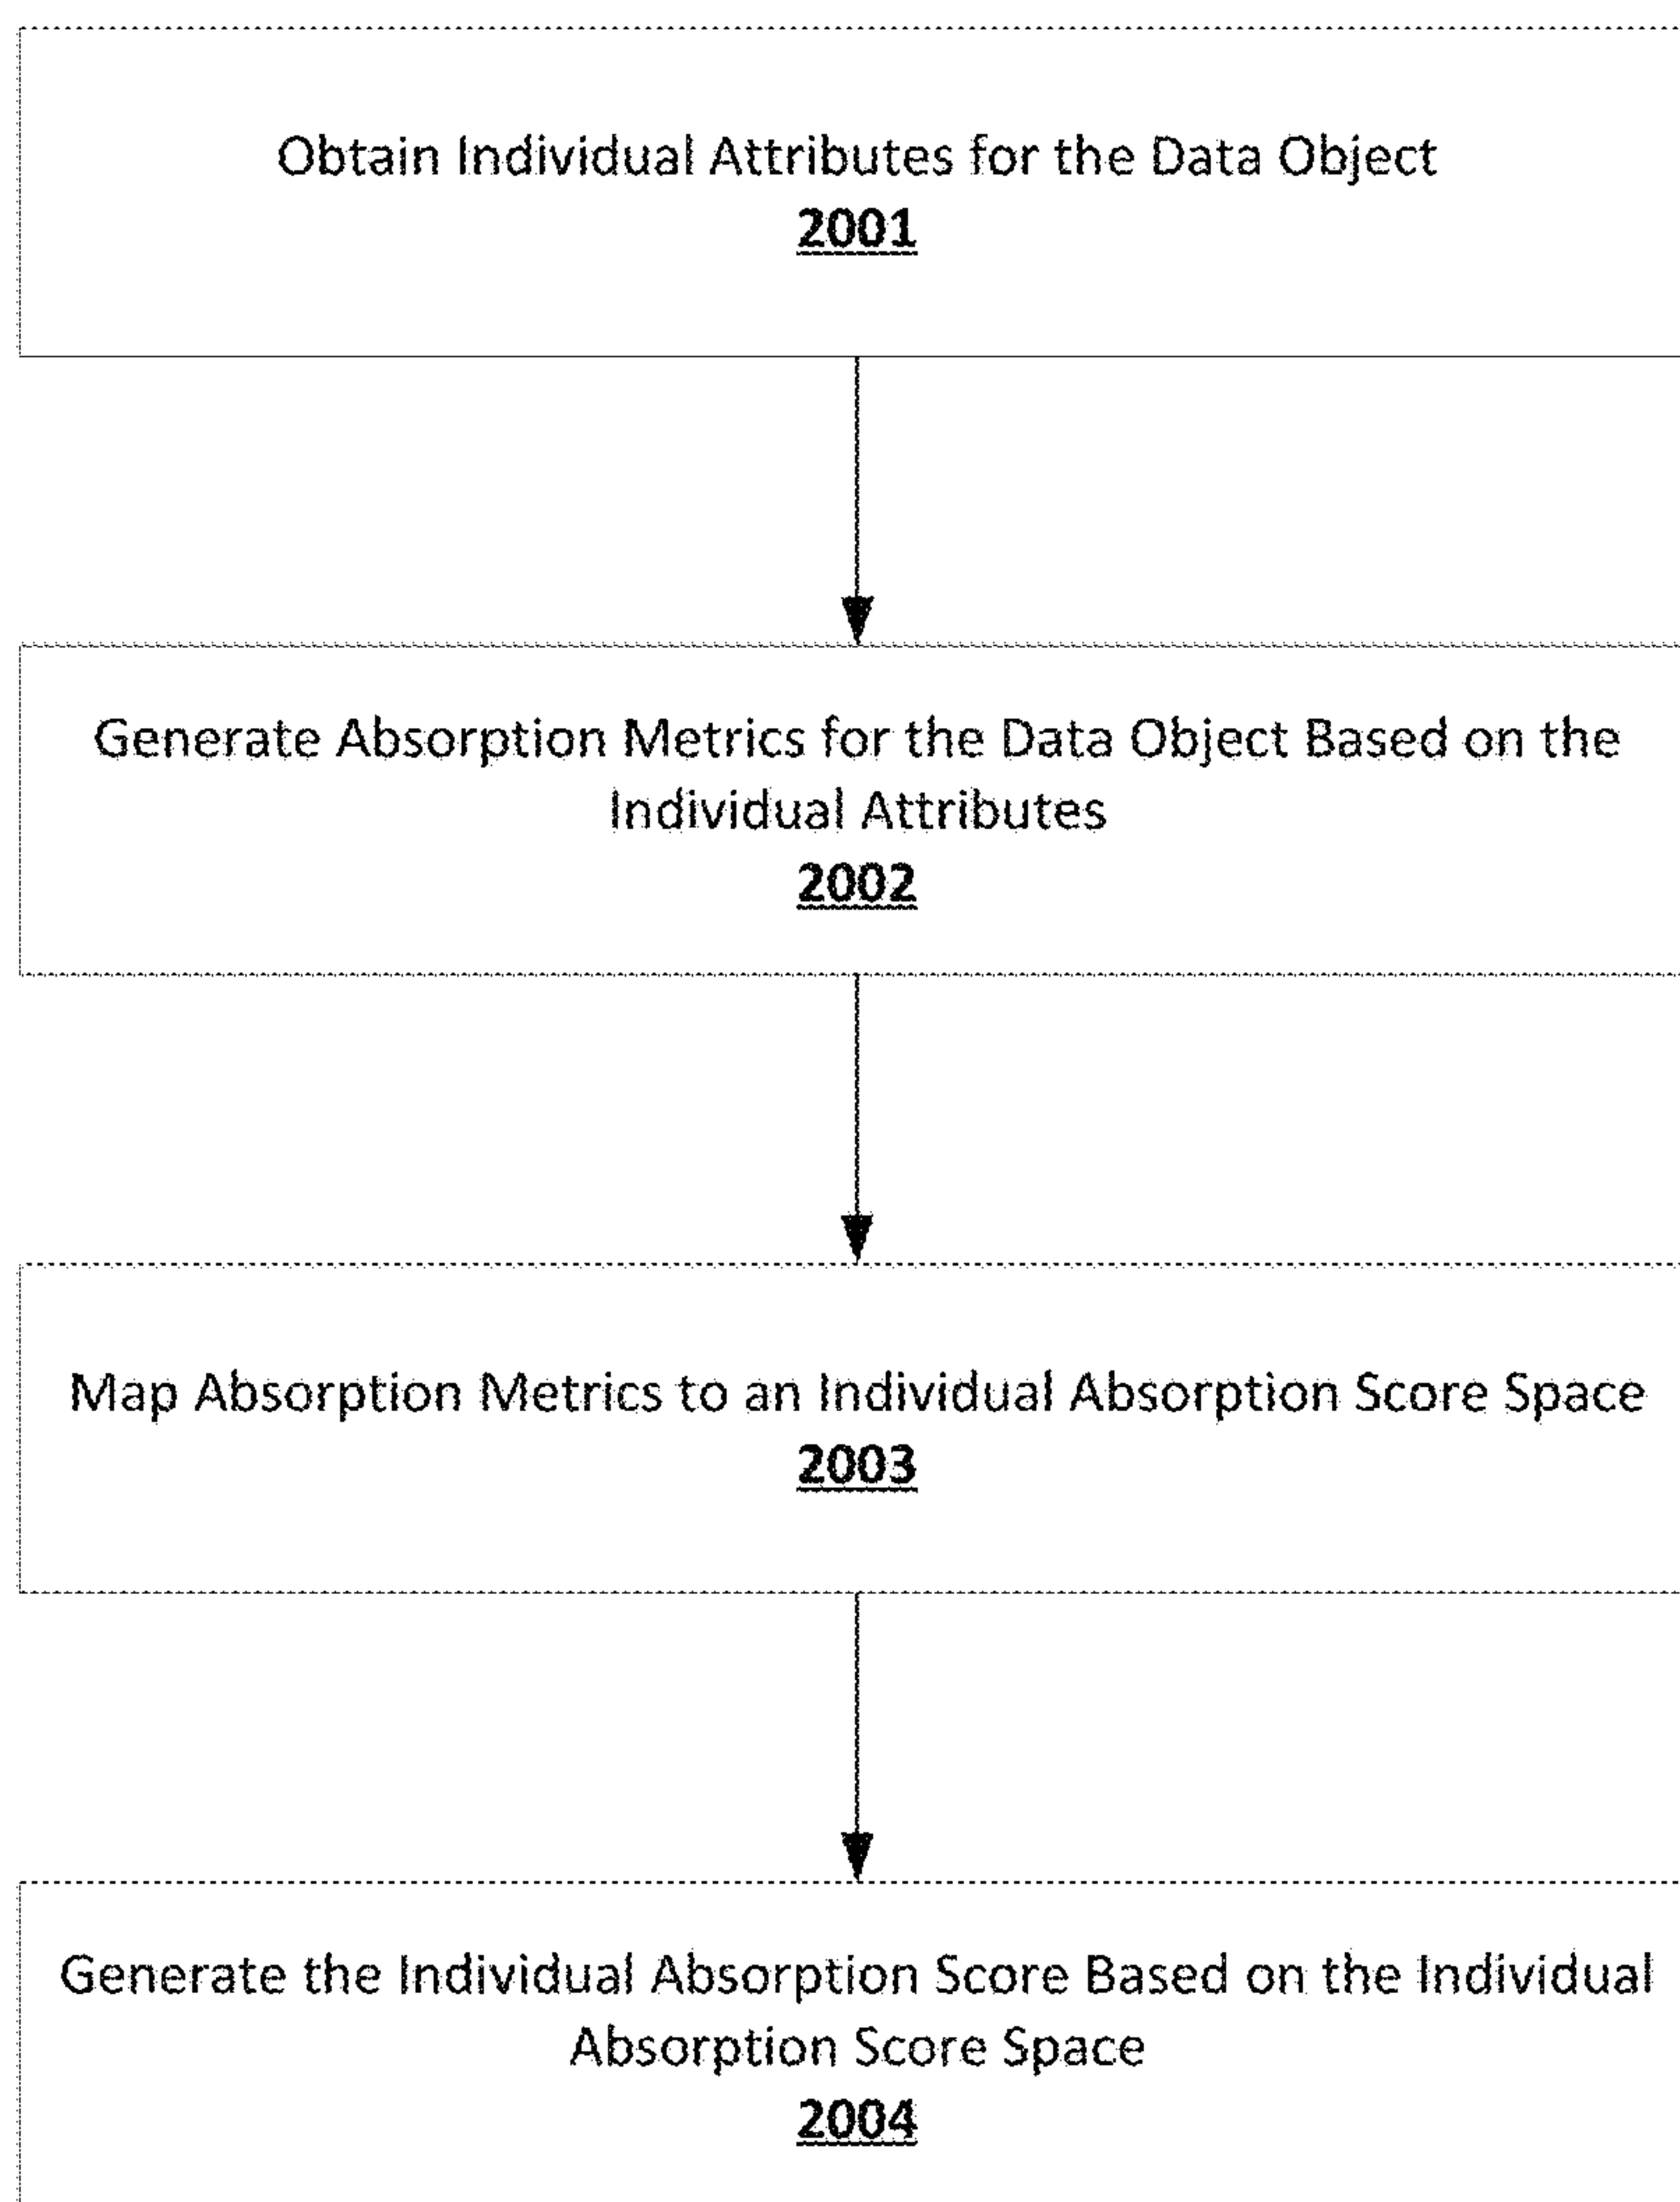 Obtain Individual Attributes for the Data Object
2001
Generate Absorption Metrics for the Data Object Based on the
Individual Attributes
2002
Map Absorption Metrics to an Individual Absorption Score Space
2003
Generate the Individual Absorption Score Based on the Individual
Absorption Score Space
2004